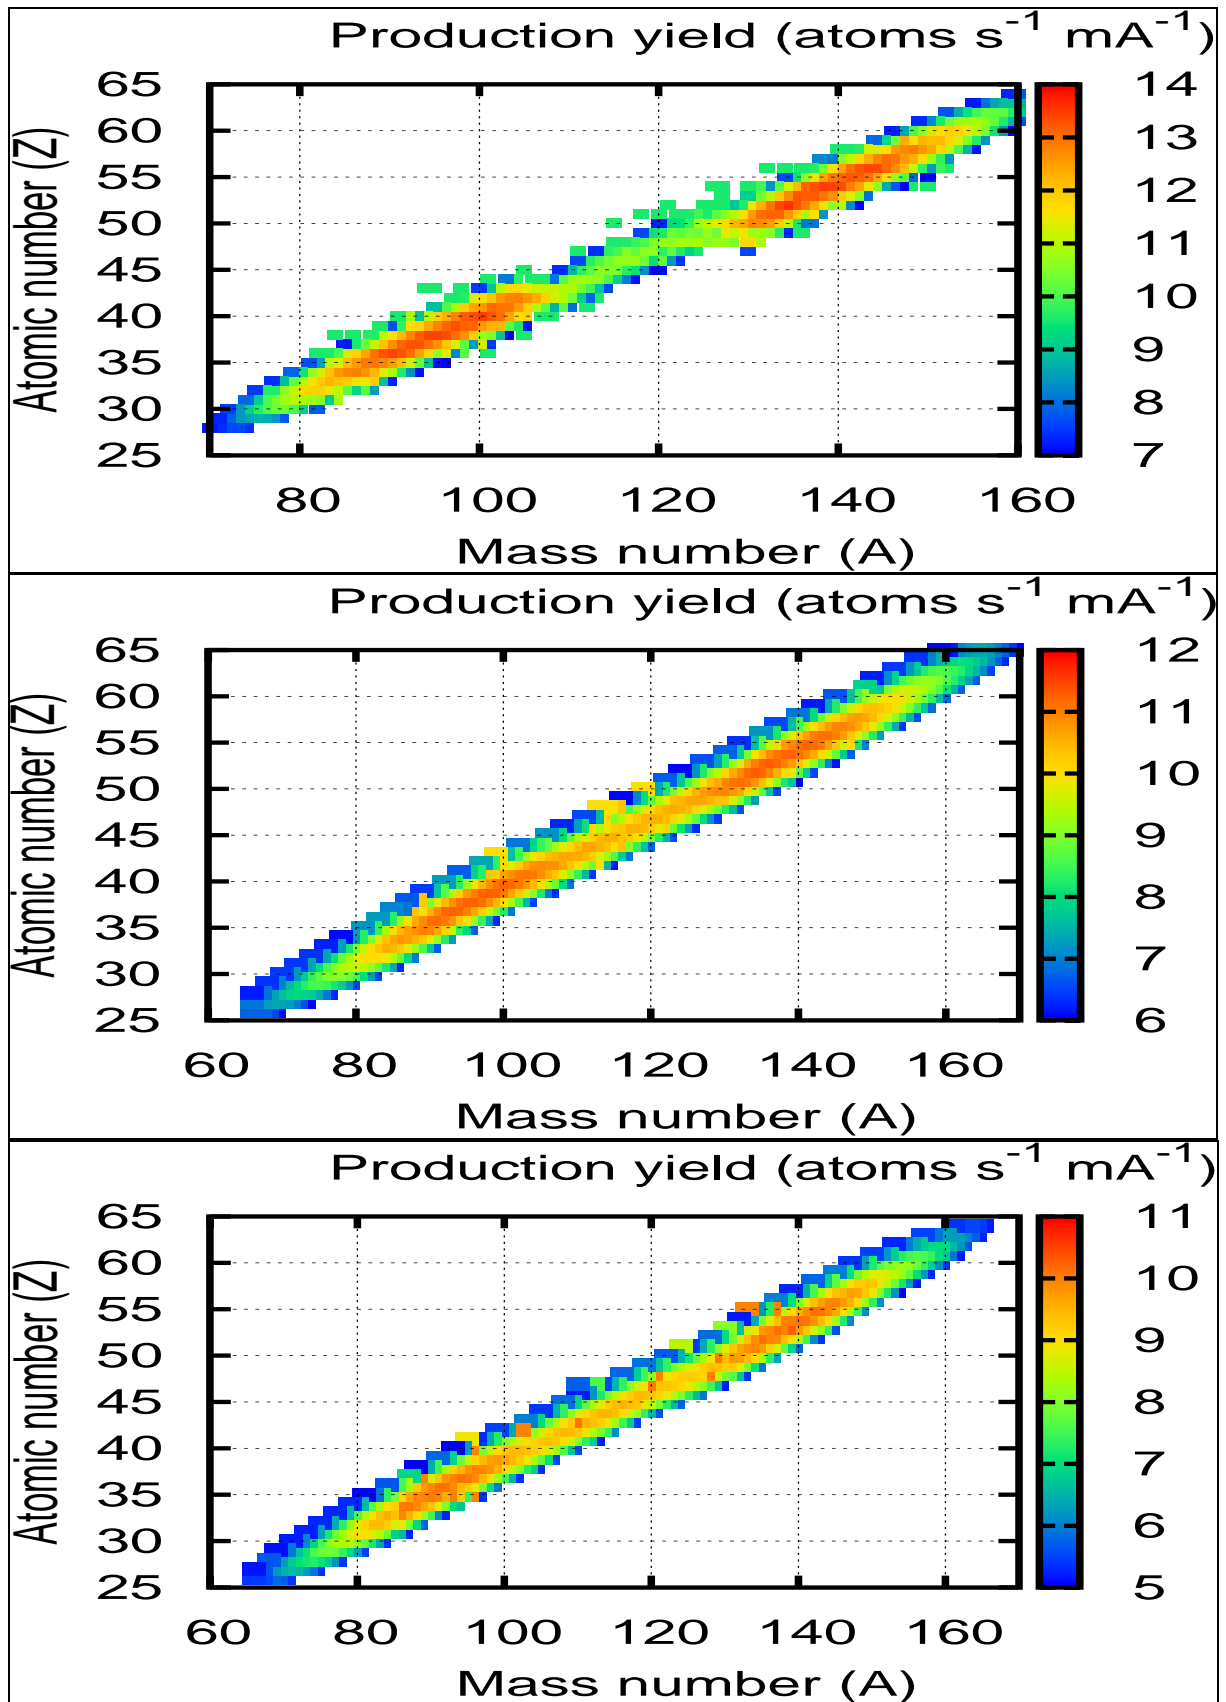 Production yield (atoms s⁻¹ mA⁻¹)
65 14
60 13
55 12
50 11
45 10
40 9
35 8
30 7
25
Atomic number (Z)
80 100 120 140 160
Mass number (A)
Production yield (atoms s⁻¹ mA⁻¹)
65 12
60 11
55 10
50 9
45 8
40 7
35 6
30
25
Atomic number (Z)
60 80 100 120 140 160
Mass number (A)
Production yield (atoms s⁻¹ mA⁻¹)
65 11
60 10
55 9
50 8
45 7
40 6
35 5
30
25
Atomic number (Z)
60 80 100 120 140 160
Mass number (A)